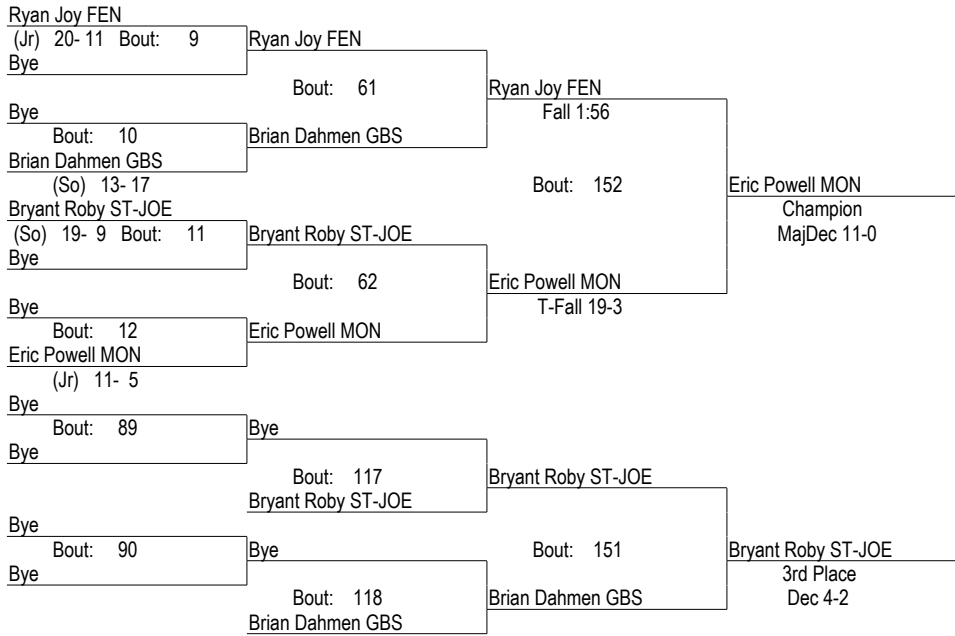 Ryan Joy FEN
(Jr) 20- 11 Bout: 9
Ryan Joy FEN
Bye
Bout: 61
Ryan Joy FEN
Bye
Fall 1:56
Bout: 10
Brian Dahmen GBS
Brian Dahmen GBS
(So) 13- 17
Bout: 152
Eric Powell MON
Bryant Roby ST-JOE
Champion
(So) 19- 9 Bout: 11
Bryant Roby ST-JOE
MajDec 11-0
Bye
Bout: 62
Eric Powell MON
Bye
T-Fall 19-3
Bout: 12
Eric Powell MON
Eric Powell MON
(Jr) 11- 5
Bye
Bout: 89
Bye
Bye
Bout: 117
Bryant Roby ST-JOE
Bryant Roby ST-JOE
Bye
Bout: 90
Bye
Bout: 151
Bryant Roby ST-JOE
Bye
3rd Place
Bout: 118
Brian Dahmen GBS
Dec 4-2
Brian Dahmen GBS